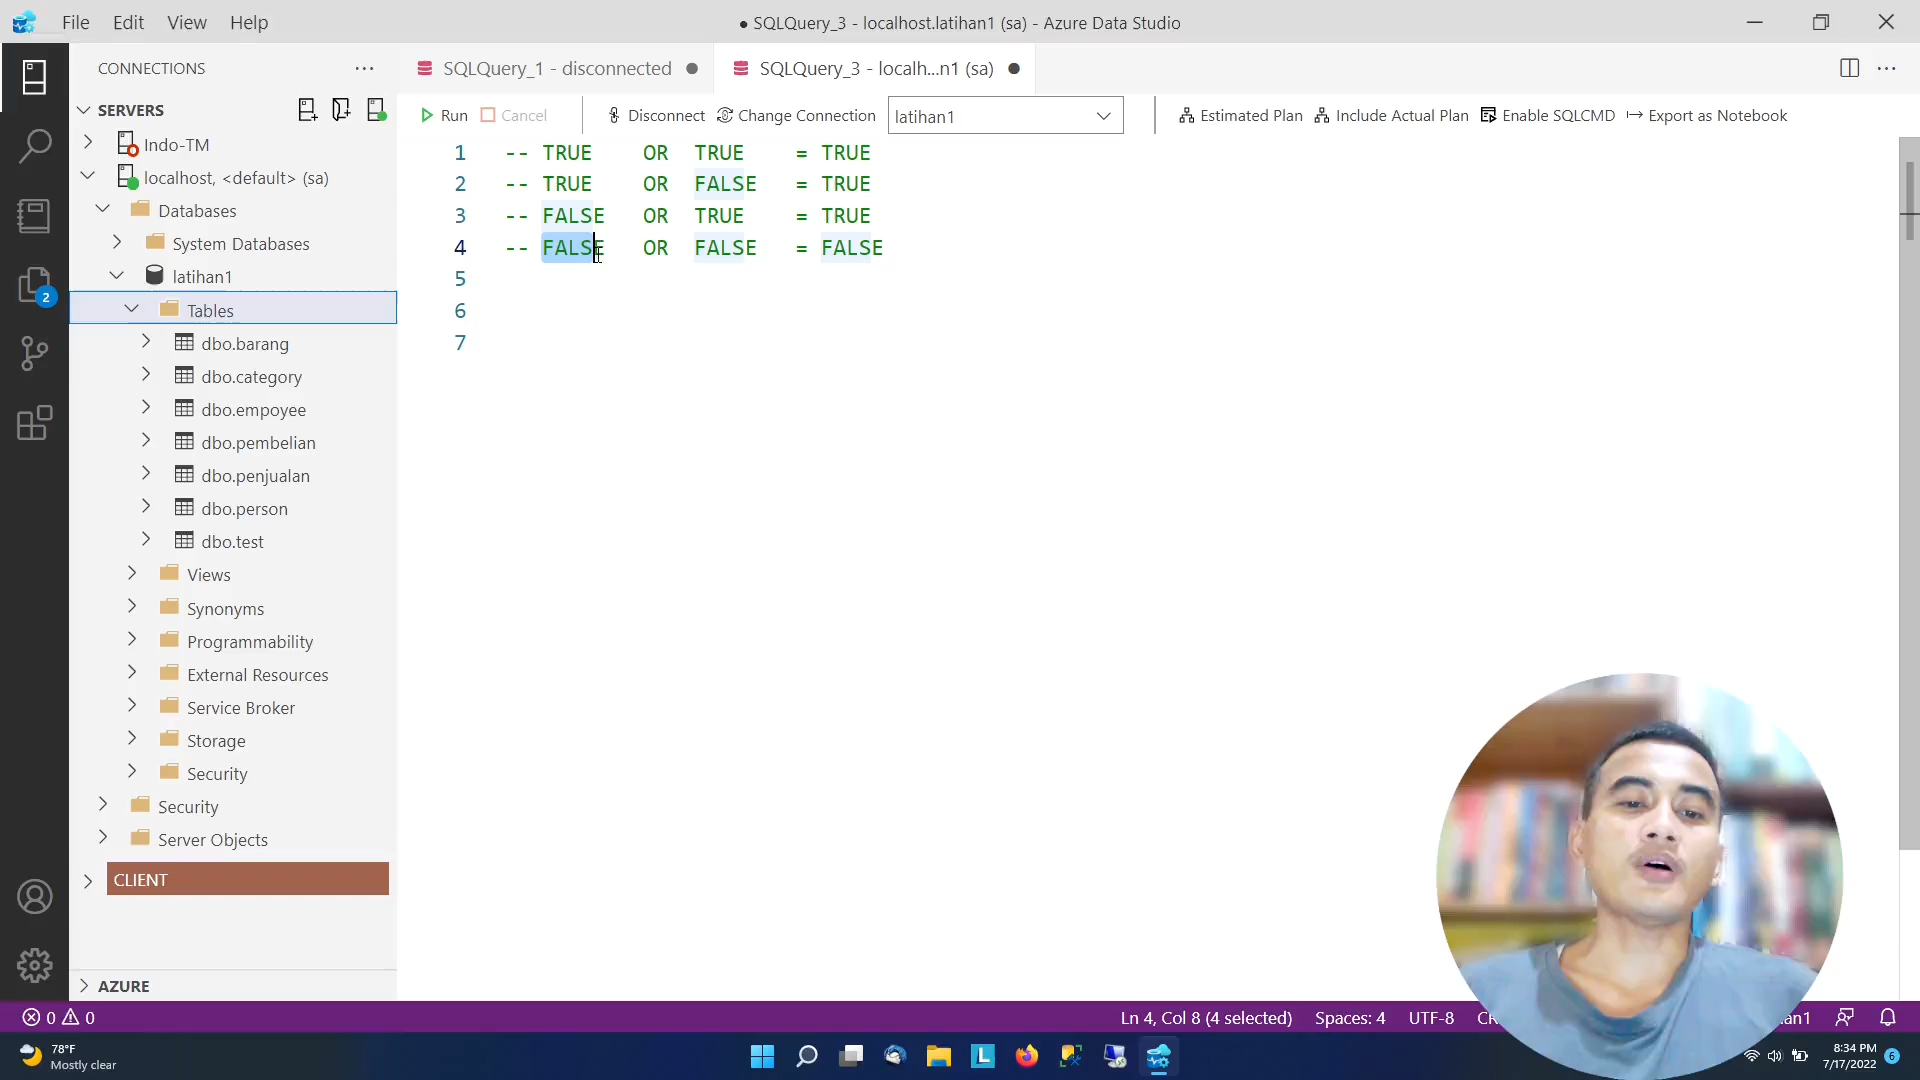 File Edit View Help
● SQLQuery_3 - localhost.latihan1 (sa) - Azure Data Studio
CONNECTIONS
SQLQuery_1 - disconnected
SQLQuery_3 - localh...n1 (sa)
SERVERS
Run Cancel Disconnect Change Connection latihan1 Estimated Plan Include Actual Plan Enable SQLCMD Export as Notebook
Indo-TM
localhost, <default> (sa)
Databases
System Databases
latihan1
Tables
dbo.barang
dbo.category
dbo.empoyee
dbo.pembelian
dbo.penjualan
dbo.person
dbo.test
Views
Synonyms
Programmability
External Resources
Service Broker
Storage
Security
Security
Server Objects
CLIENT
AZURE
2
1 -- TRUE OR TRUE = TRUE
2 -- TRUE OR FALSE = TRUE
3 -- FALSE OR TRUE = TRUE
4 -- FALSE OR FALSE = FALSE
5
6
7
0 0
Ln 4, Col 8 (4 selected) Spaces: 4 UTF-8
78°F
Mostly clear
L
8:34 PM
7/17/2022
6